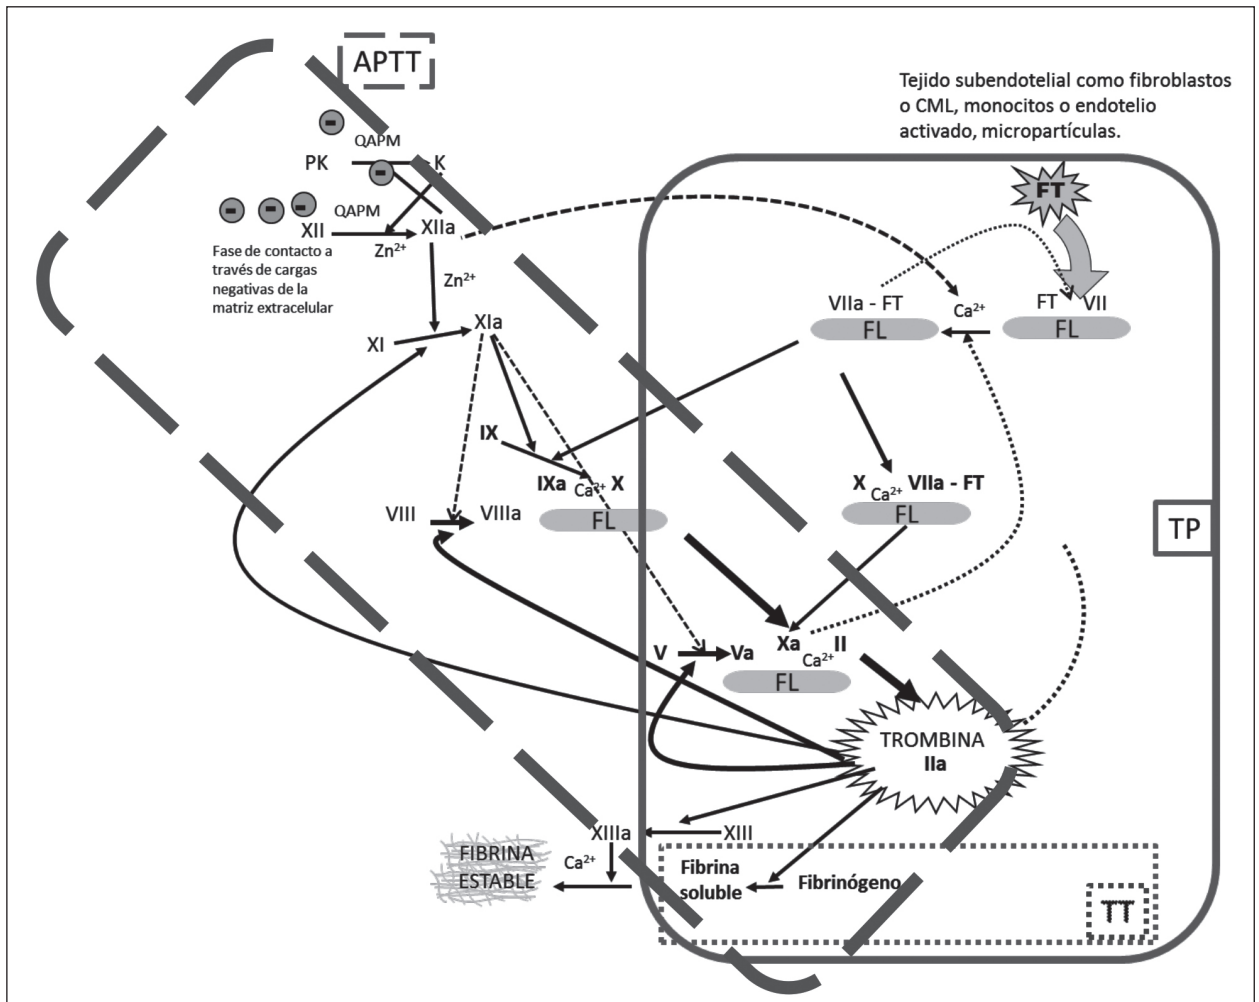 APTT
Tejido subendotelial como fibroblastos
o CML, monocitos o endotelio
activado, micropartículas.
-
QAPM
PK
K
-
FT
- - -
QAPM
XII
XIIa
Zn²⁺
Fase de contacto a
través de cargas
negativas de la
matriz extracelular
Zn²⁺
VIIa - FT
Ca²⁺
FT VII
FL
FL
XI
XIa
IX
IXa Ca²⁺ X
X Ca²⁺ VIIa - FT
VIII
VIIIa
FL
FL
TP
V
Va
Xa Ca²⁺ II
FL
TROMBINA
IIa
XIIIa
XIII
FIBRINA
ESTABLE
Ca²⁺
Fibrina
soluble
Fibrinógeno
TT